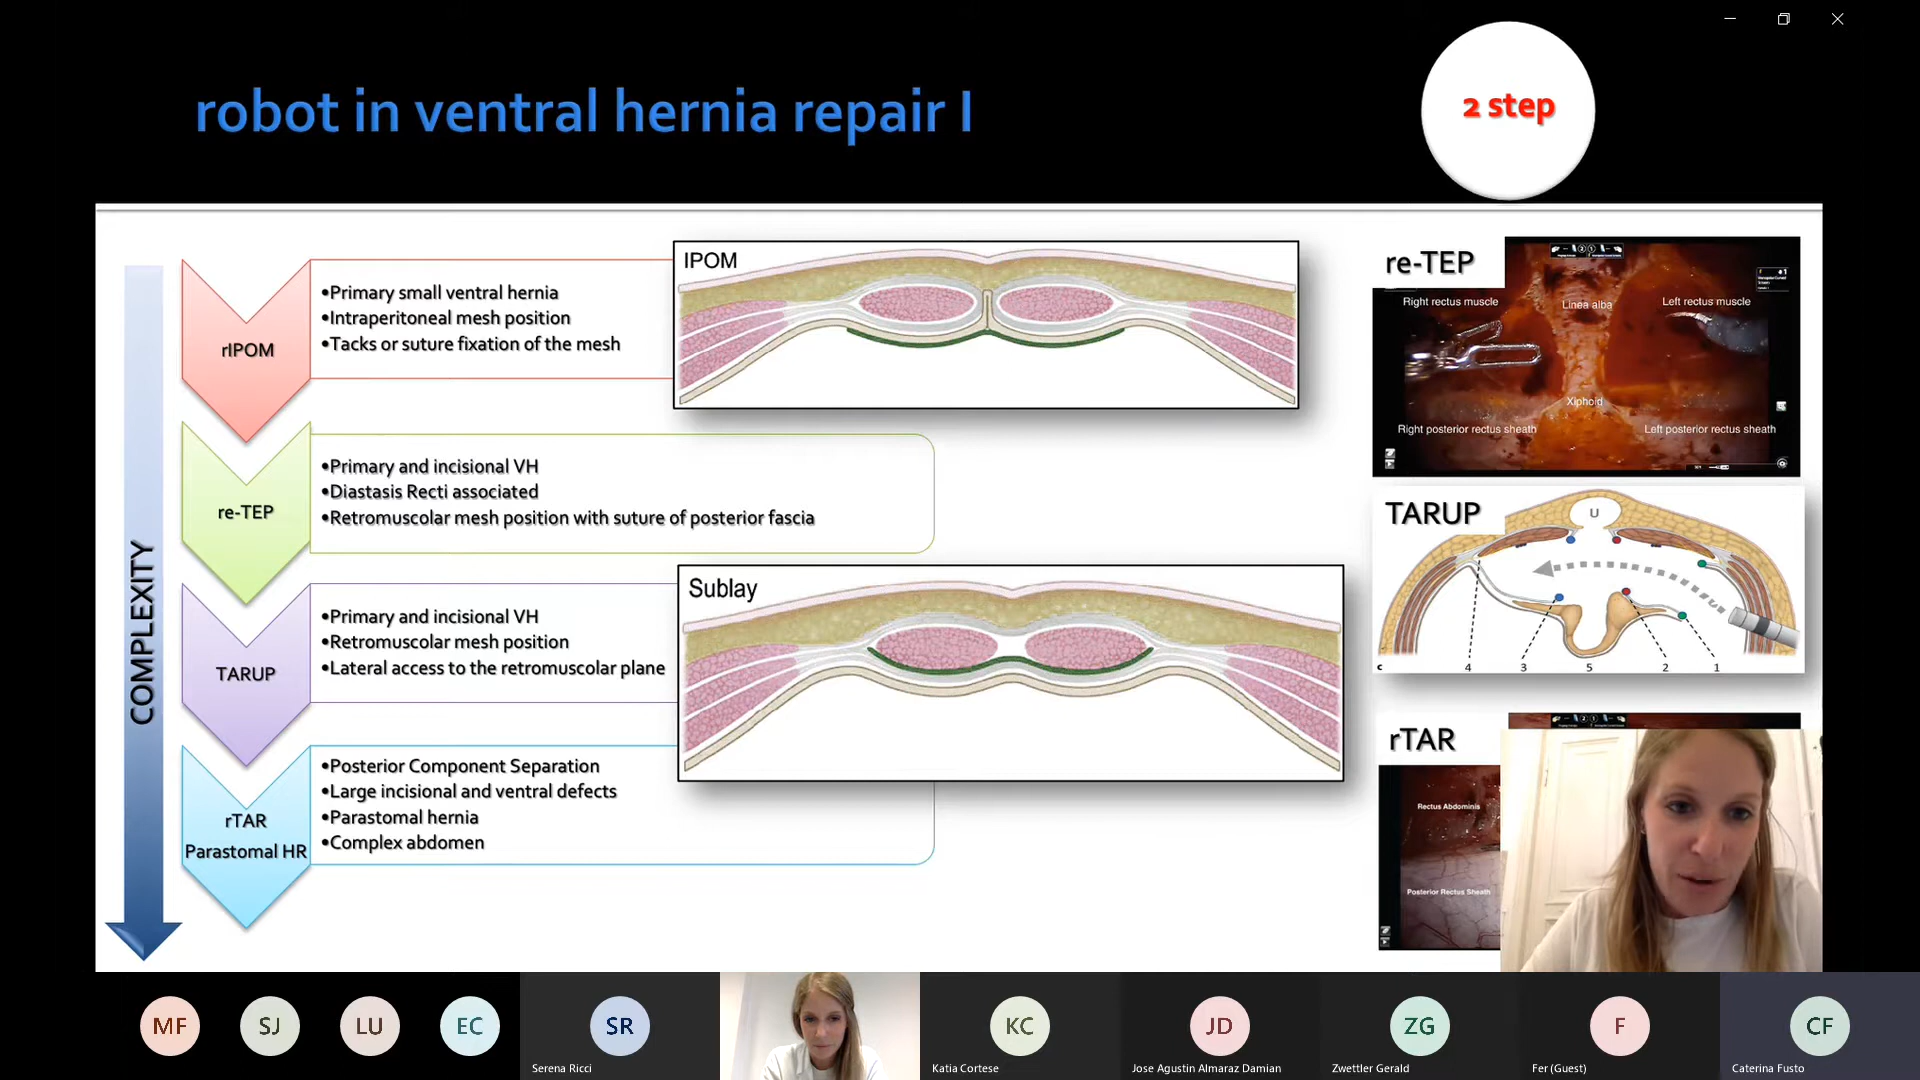 robot in ventral hernia repair I
2 step
COMPLEXITY
rIPOM
•Primary small ventral hernia
•Intraperitoneal mesh position
•Tacks or suture fixation of the mesh
IPOM
re-TEP
•Primary and incisional VH
•Diastasis Recti associated
•Retromuscular mesh position with suture of posterior fascia
TARUP
•Primary and incisional VH
•Retromuscular mesh position
•Lateral access to the retromuscular plane
Sublay
rTAR
Parastomal HR
•Posterior Component Separation
•Large incisional and ventral defects
•Parastomal hernia
•Complex abdomen
re-TEP
Right rectus muscle
Linea alba
Left rectus muscle
Xiphoid
Right posterior rectus sheath
Left posterior rectus sheath
TARUP
U
c 4 3 5 2 1
rTAR
Rectus Abdominis
Posterior Rectus Sheath
MF
SJ
LU
EC
SR
Serena Ricci
KC
Katia Cortese
JD
Jose Agustin Almaraz Damian
ZG
Zwettler Gerald
F
Fer (Guest)
CF
Caterina Fusto